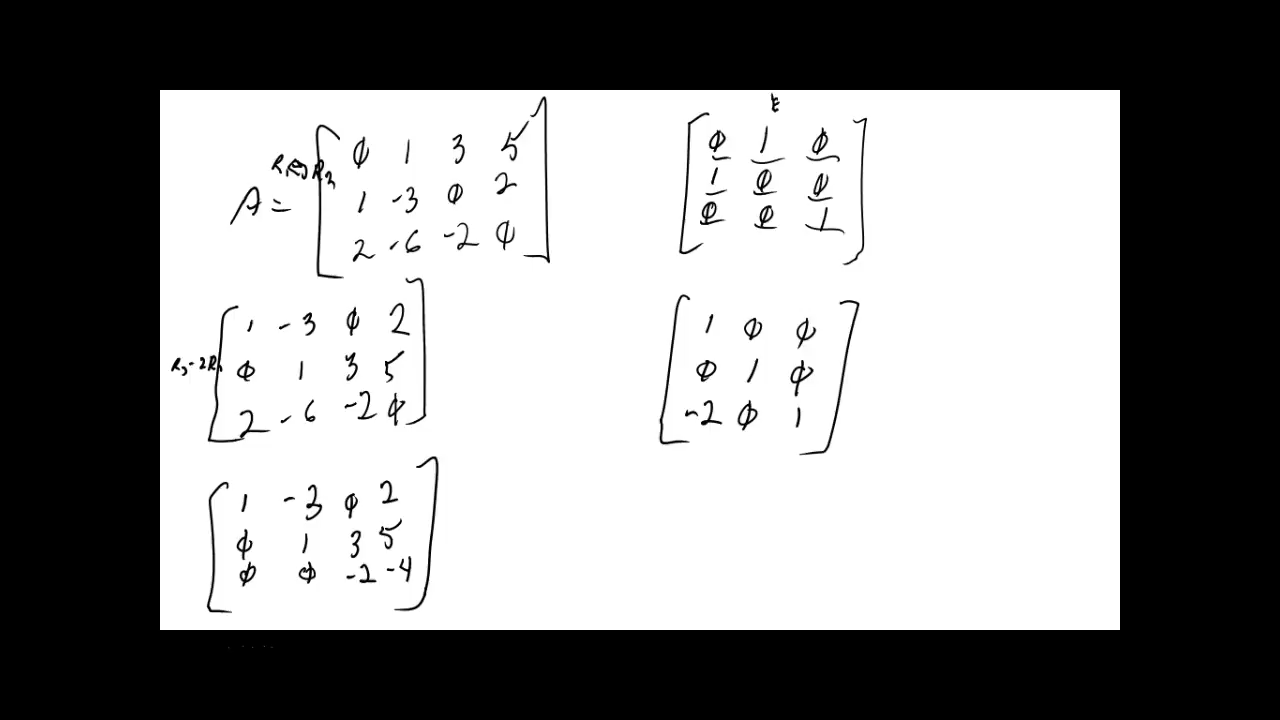 R1 ↔ R2
A = [ 0 1 3 5
1 -3 0 2
2 -6 -2 0 ]
[ 0 1 0
1 0 0
0 0 1 ]
R3-2R1
[ 1 -3 0 2
0 1 3 5
2 -6 -2 0 ]
[ 1 0 0
0 1 0
-2 0 1 ]
[ 1 -3 0 2
0 1 3 5
0 0 -2 -4 ]